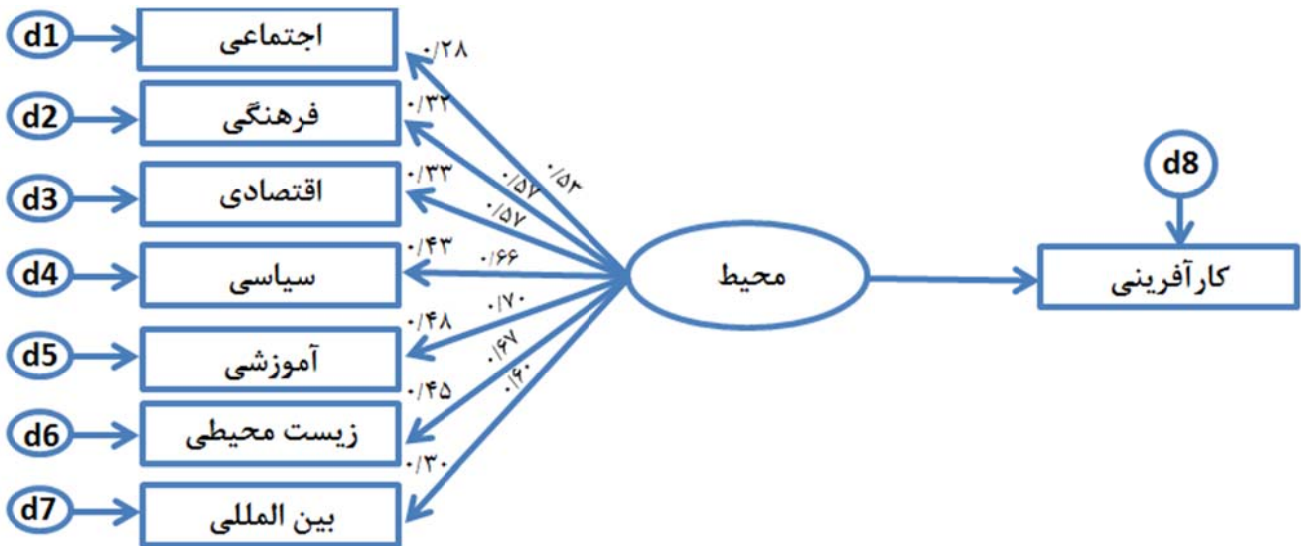 d1
اجتماعی
۰/۲۸
d2
فرهنگی
۰/۳۲
d3
اقتصادی
۰/۳۳
d4
سیاسی
۰/۴۳
d5
آموزشی
۰/۴۸
d6
زیست محیطی
۰/۴۵
d7
بین المللی
۰/۳۰
۰/۵۳
۰/۵۷
۰/۵۷
۰/۶۶
۰/۷۰
۰/۶۷
۰/۶۰
محیط
d8
کارآفرینی